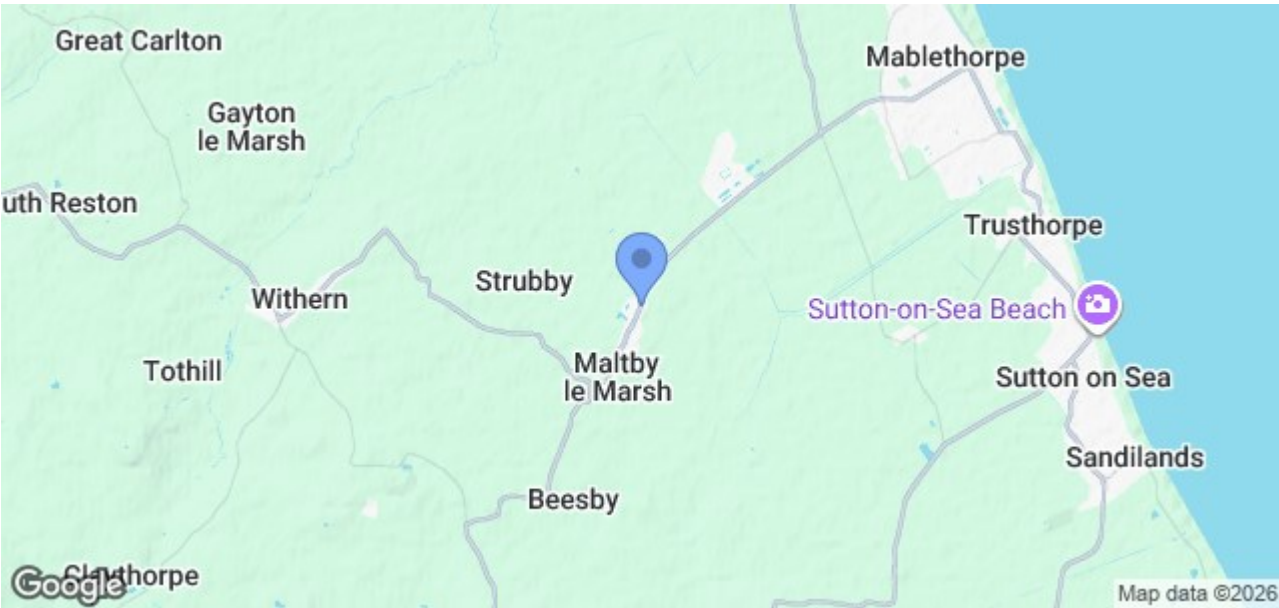 Great Carlton
Mablethorpe
Gayton
le Marsh
uth Reston
Trusthorpe
Strubby
Withern
Sutton-on-Sea Beach
Maltby
le Marsh
Tothill
Sutton on Sea
Sandilands
Beesby
Claythorpe
Google
Map data ©2026